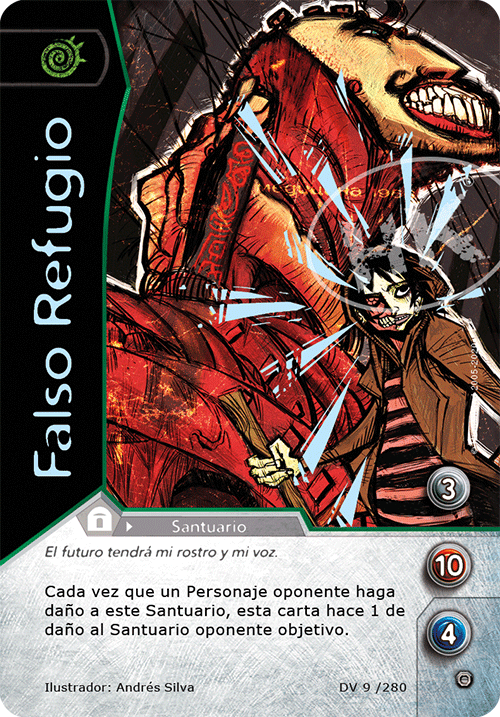 Falso Refugio
3
Santuario
El futuro tendrá mi rostro y mi voz.
10
Cada vez que un Personaje oponente haga
daño a este Santuario, esta carta hace 1 de
daño al Santuario oponente objetivo.
4
Ilustrador: Andrés Silva
DV 9 /280